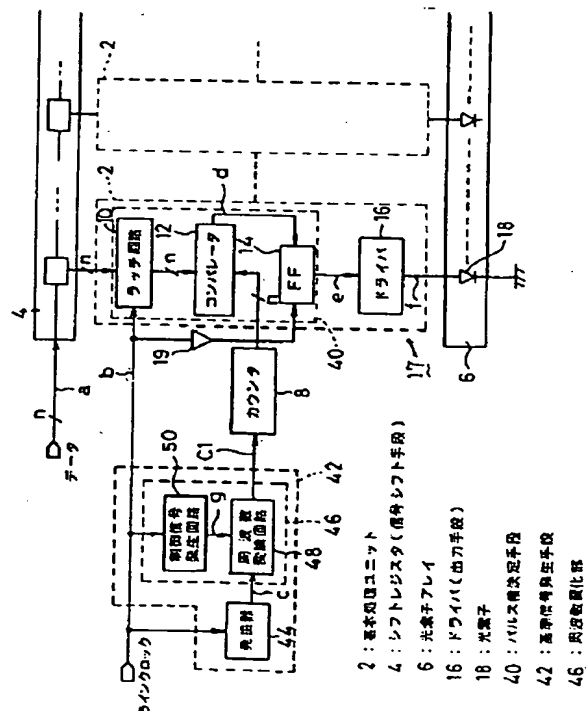 4
データ
n
a
2
n
b
10
ラッチ回路
n
12
コンパレータ
d
14
FF
n
e
16
ドライバ
f
18
6
17
40
19
カウンタ
8
C1
42
50
制御信号
発生回路
g
46
周波数
変調回路
48
c
発振器
44
ラインクロック
2
2:基本処理ユニット
4:シフトレジスタ(信号シフト手段)
6:光素子アレイ
16:ドライバ(出力手段)
18:光素子
40:パルス幅決定手段
42:基準信号発生手段
46:周波数変化部